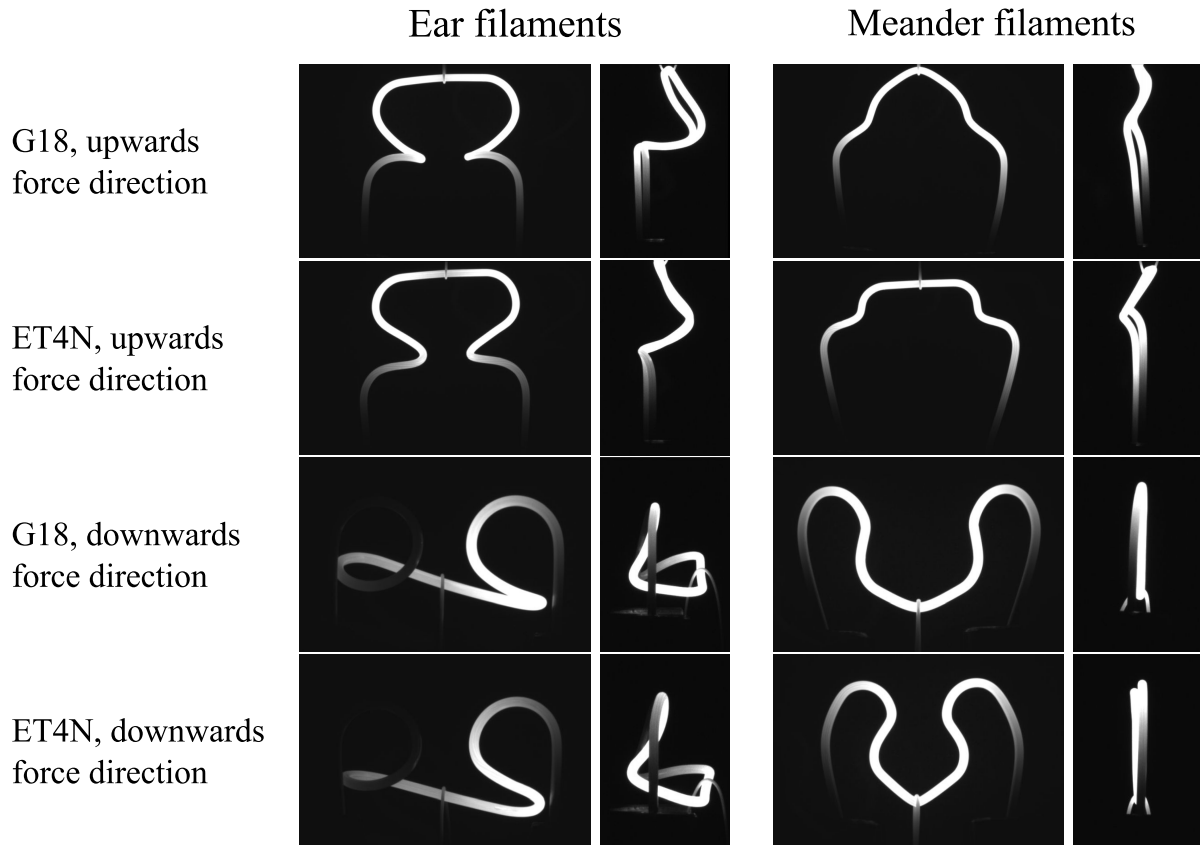 Ear filaments
Meander filaments
G18, upwards
force direction
ET4N, upwards
force direction
G18, downwards
force direction
ET4N, downwards
force direction